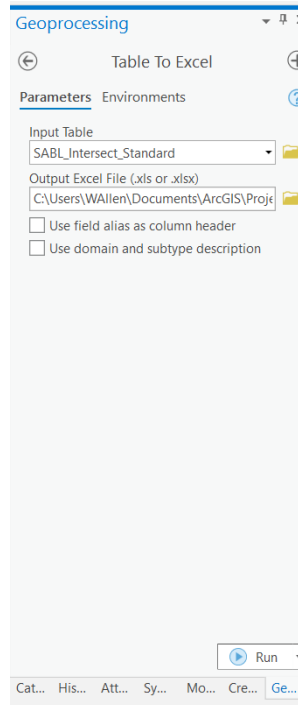 Geoprocessing
Table To Excel
Parameters Environments
Input Table
SABL_Intersect_Standard
Output Excel File (.xls or .xlsx)
C:\Users\WAllen\Documents\ArcGIS\Proje
Use field alias as column header
Use domain and subtype description
Run
Cat... His... Att... Sy... Mo... Cre... Ge...